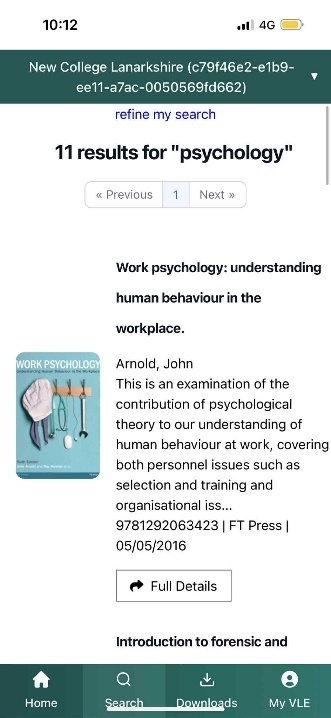 10:12
4G
New College Lanarkshire (c79f46e2-e1b9-
ee11-a7ac-0050569fd662)
refine my search
11 results for "psychology"
« Previous 1 Next »
Work psychology: understanding
human behaviour in the
workplace.
WORK PSYCHOLOGY
Arnold, John
This is an examination of the
contribution of psychological
theory to our understanding of
human behaviour at work, covering
both personnel issues such as
selection and training and
organisational iss...
9781292063423 | FT Press |
05/05/2016
Full Details
Introduction to forensic and
Home Search Downloads My VLE